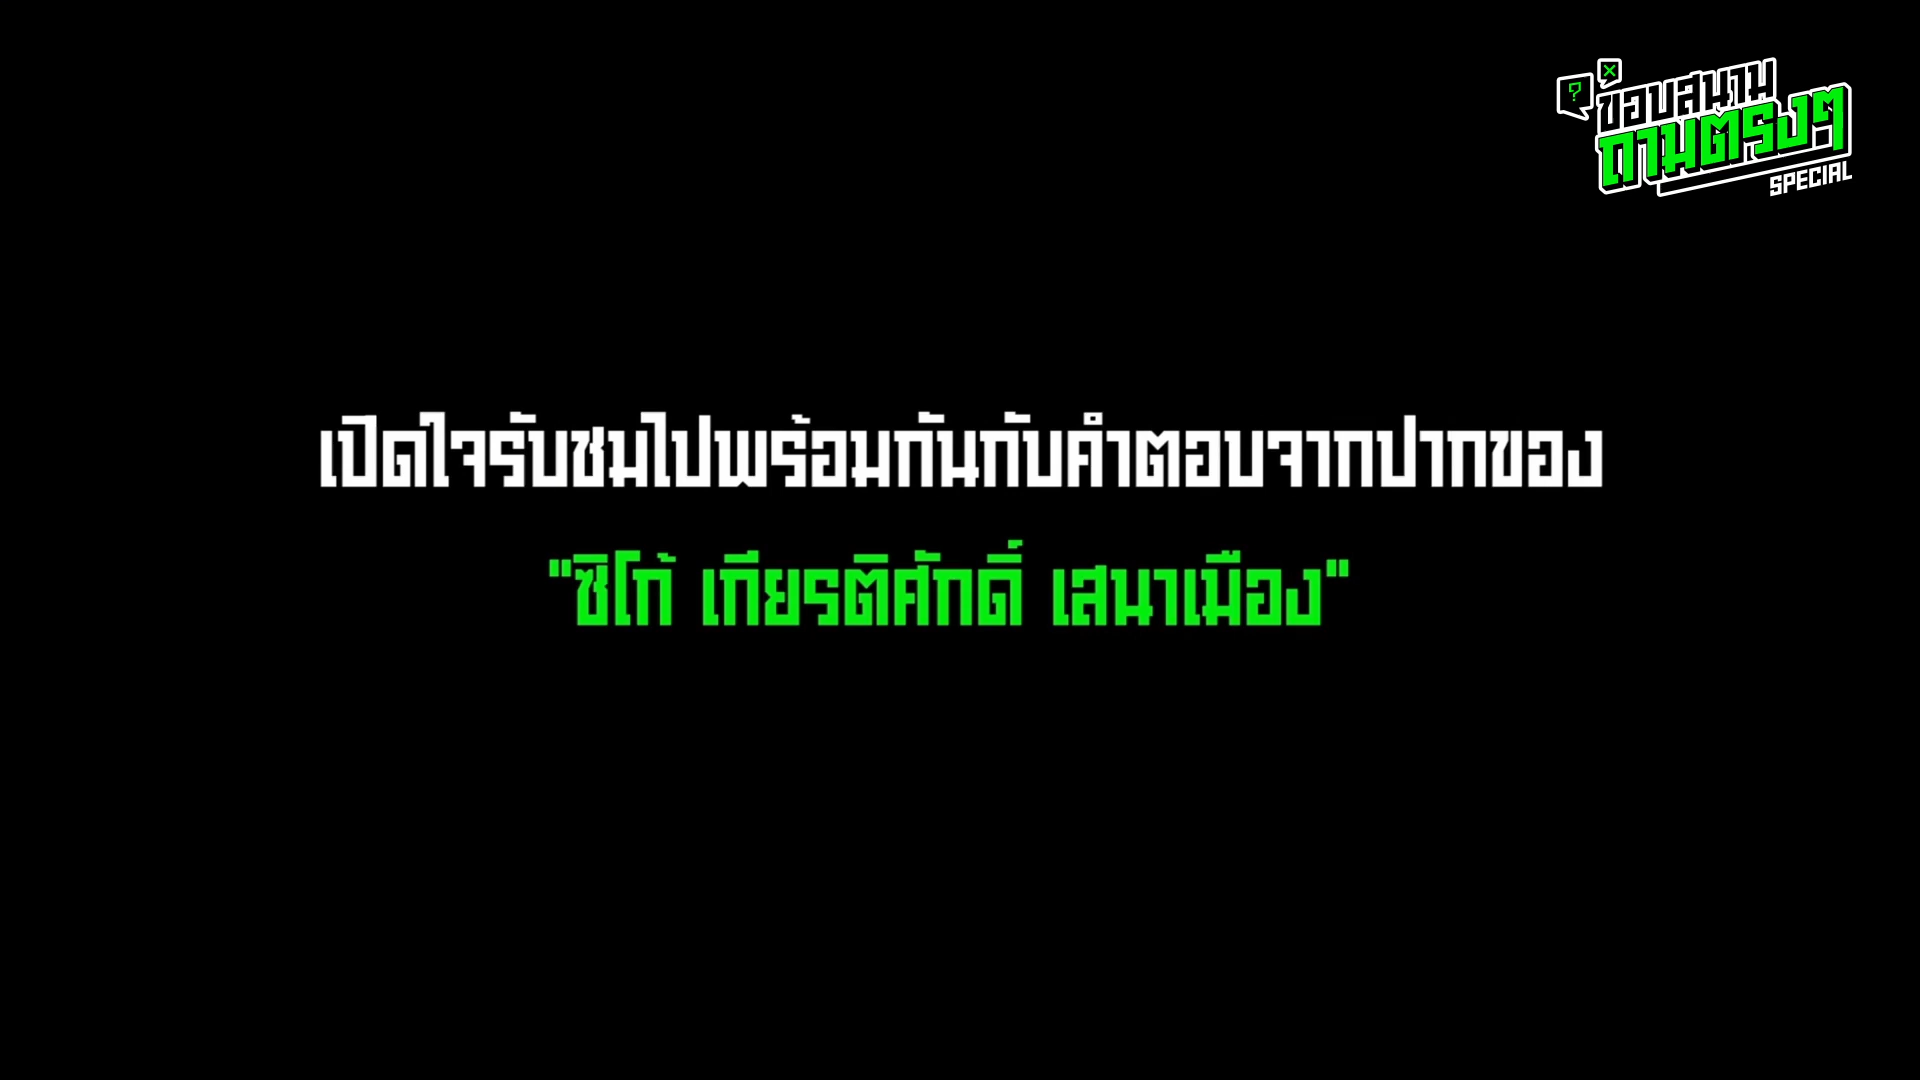 ขอบสนาม
ถามตรงๆ
SPECIAL
เปิดใจรับชมไปพร้อมกันกับคำตอบจากปากของ
"ซิโก้ เกียรติศักดิ์ เสนาเมือง"